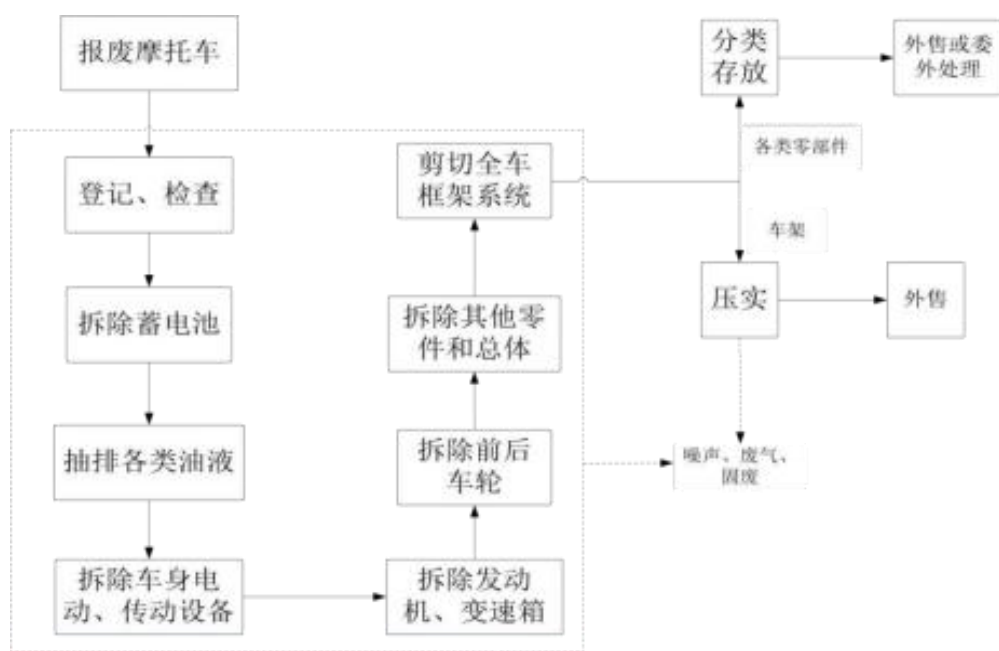 报废摩托车
登记、检查
拆除蓄电池
抽排各类油液
拆除车身电
动、传动设备
拆除发动
机、变速箱
拆除前后
车轮
拆除其他零
件和总体
剪切全车
框架系统
各类零部件
分类
存放
外售或委
外处理
车架
压实
外售
噪声、废气、
固废